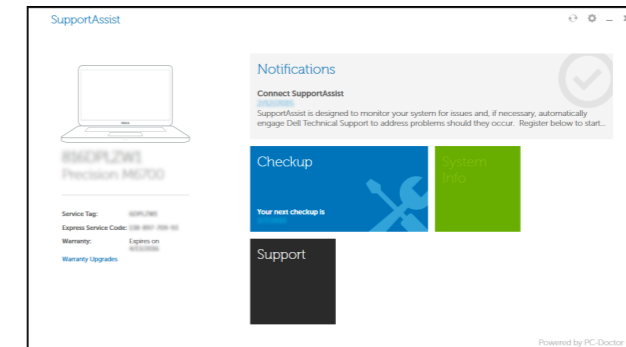 SupportAssist
Notifications
Connect SupportAssist
SupportAssist is designed to monitor your system for issues and, if necessary, automatically
engage Dell Technical Support to address problems should they occur. Register below to start...
Precision M6700
Checkup
System
Info
Your next checkup is
Service Tag:
Express Service Code:
Warranty: Expires on
Warranty Upgrades
Support
Powered by PC-Doctor